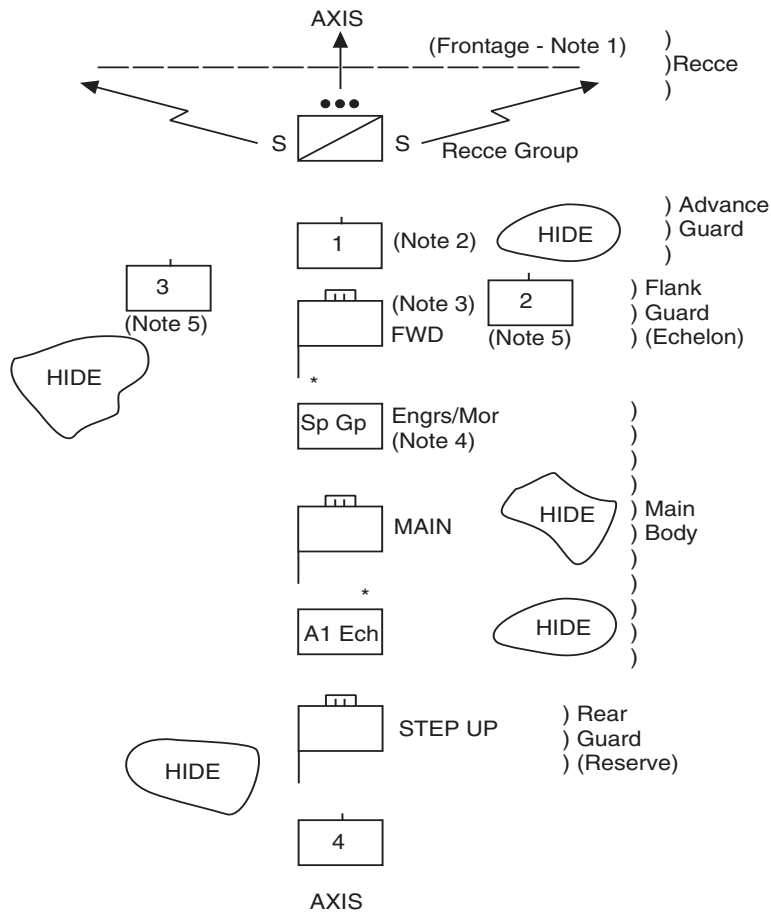 AXIS
(Frontage - Note 1)
)
)Recce
)
S
S
Recce Group
1
(Note 2)
HIDE
) Advance
) Guard
)
3
(Note 5)
HIDE
(Note 3)
FWD
2
(Note 5)
) Flank
) Guard
) (Echelon)
*
Sp Gp
Engrs/Mor
(Note 4)
MAIN
HIDE
)
)
)
)
) Main
) Body
)
)
)
)
)
*
A1 Ech
HIDE
STEP UP
) Rear
) Guard
) (Reserve)
HIDE
4
AXIS